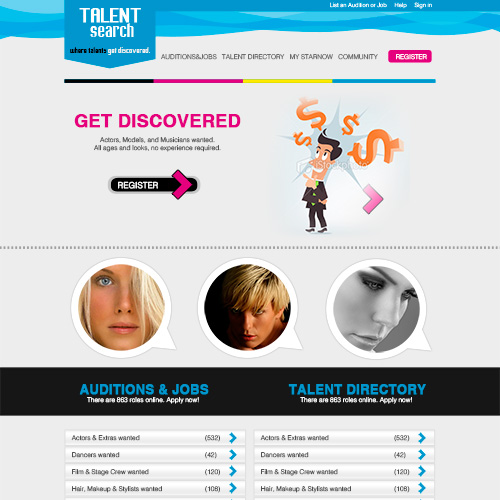 List an Audition or Job Help Sign in
TALENT
search
where talents get discovered.
AUDITIONS&JOBS TALENT DIRECTORY MY STARNOW COMMUNITY REGISTER
GET DISCOVERED
Actors, Models, and Musicians wanted.
All ages and looks, no experience required.
REGISTER
AUDITIONS & JOBS
There are 863 roles online. Apply now!
TALENT DIRECTORY
There are 863 roles online. Apply now!
Actors & Extras wanted (532)
Dancers wanted (42)
Film & Stage Crew wanted (120)
Hair, Makeup & Stylists wanted (108)
Actors & Extras wanted (532)
Dancers wanted (42)
Film & Stage Crew wanted (120)
Hair, Makeup & Stylists wanted (108)